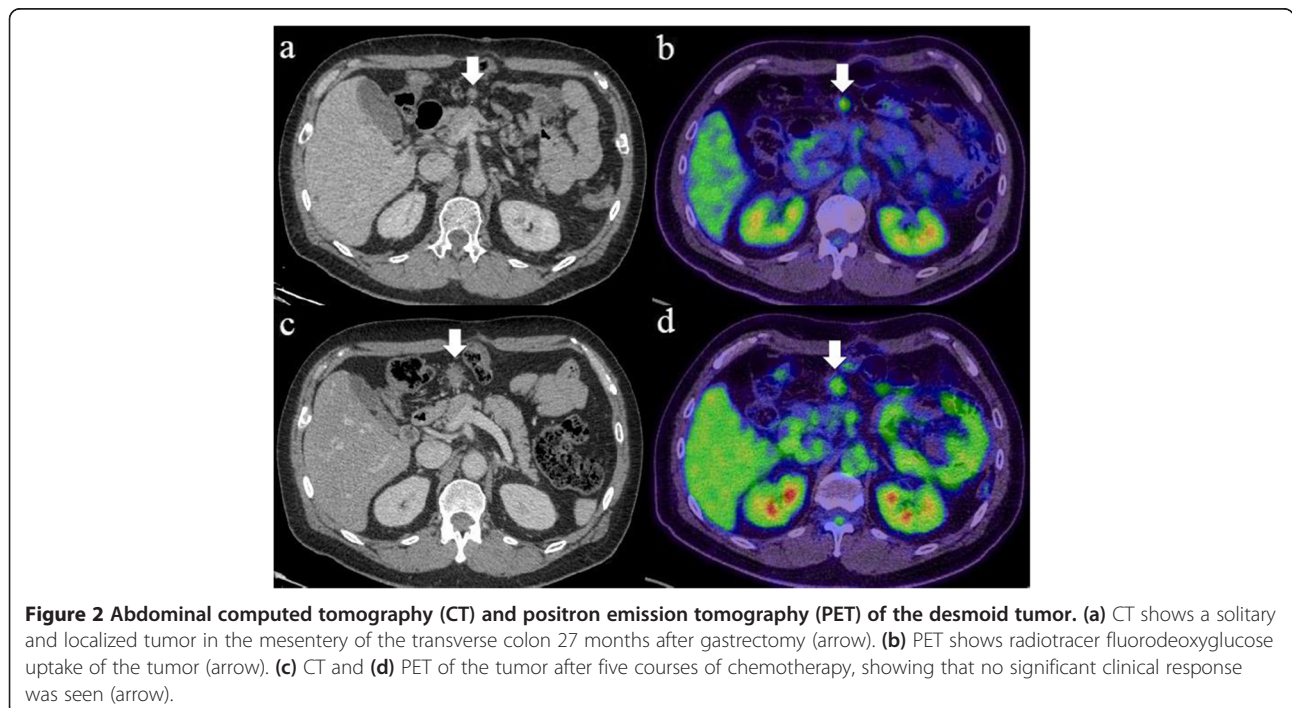 a
b
c
d
Figure 2 Abdominal computed tomography (CT) and positron emission tomography (PET) of the desmoid tumor. (a) CT shows a solitary
and localized tumor in the mesentery of the transverse colon 27 months after gastrectomy (arrow). (b) PET shows radiotracer fluorodeoxyglucose
uptake of the tumor (arrow). (c) CT and (d) PET of the tumor after five courses of chemotherapy, showing that no significant clinical response
was seen (arrow).